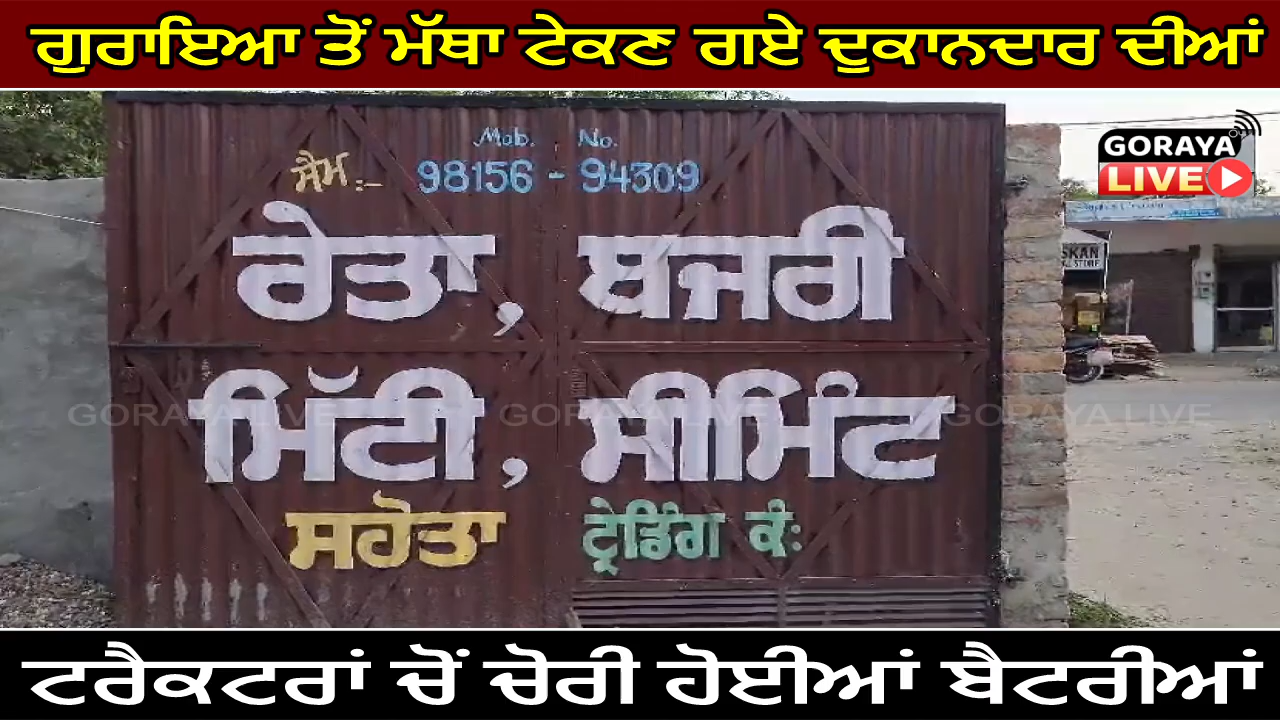 ਗੁਰਾਇਆ ਤੋਂ ਮੱਥਾ ਟੇਕਣ ਗਏ ਦੁਕਾਨਦਾਰ ਦੀਆਂ
Mob. No.
ਸੈਮ :- 98156 - 94309
GORAYA
LIVE
ਰੇਤਾ, ਬਜਰੀ
SKAN
STORE
ਮਿੱਟੀ, ਸੀਮਿੰਟ
GORAYA LIVE GORAYA LIVE GORAYA LIVE
ਸਹੋਤਾ ਟ੍ਰੇਡਿੰਗ ਕੰ:
ਟਰੈਕਟਰਾਂ ਚੋਂ ਚੋਰੀ ਹੋਈਆਂ ਬੈਟਰੀਆਂ